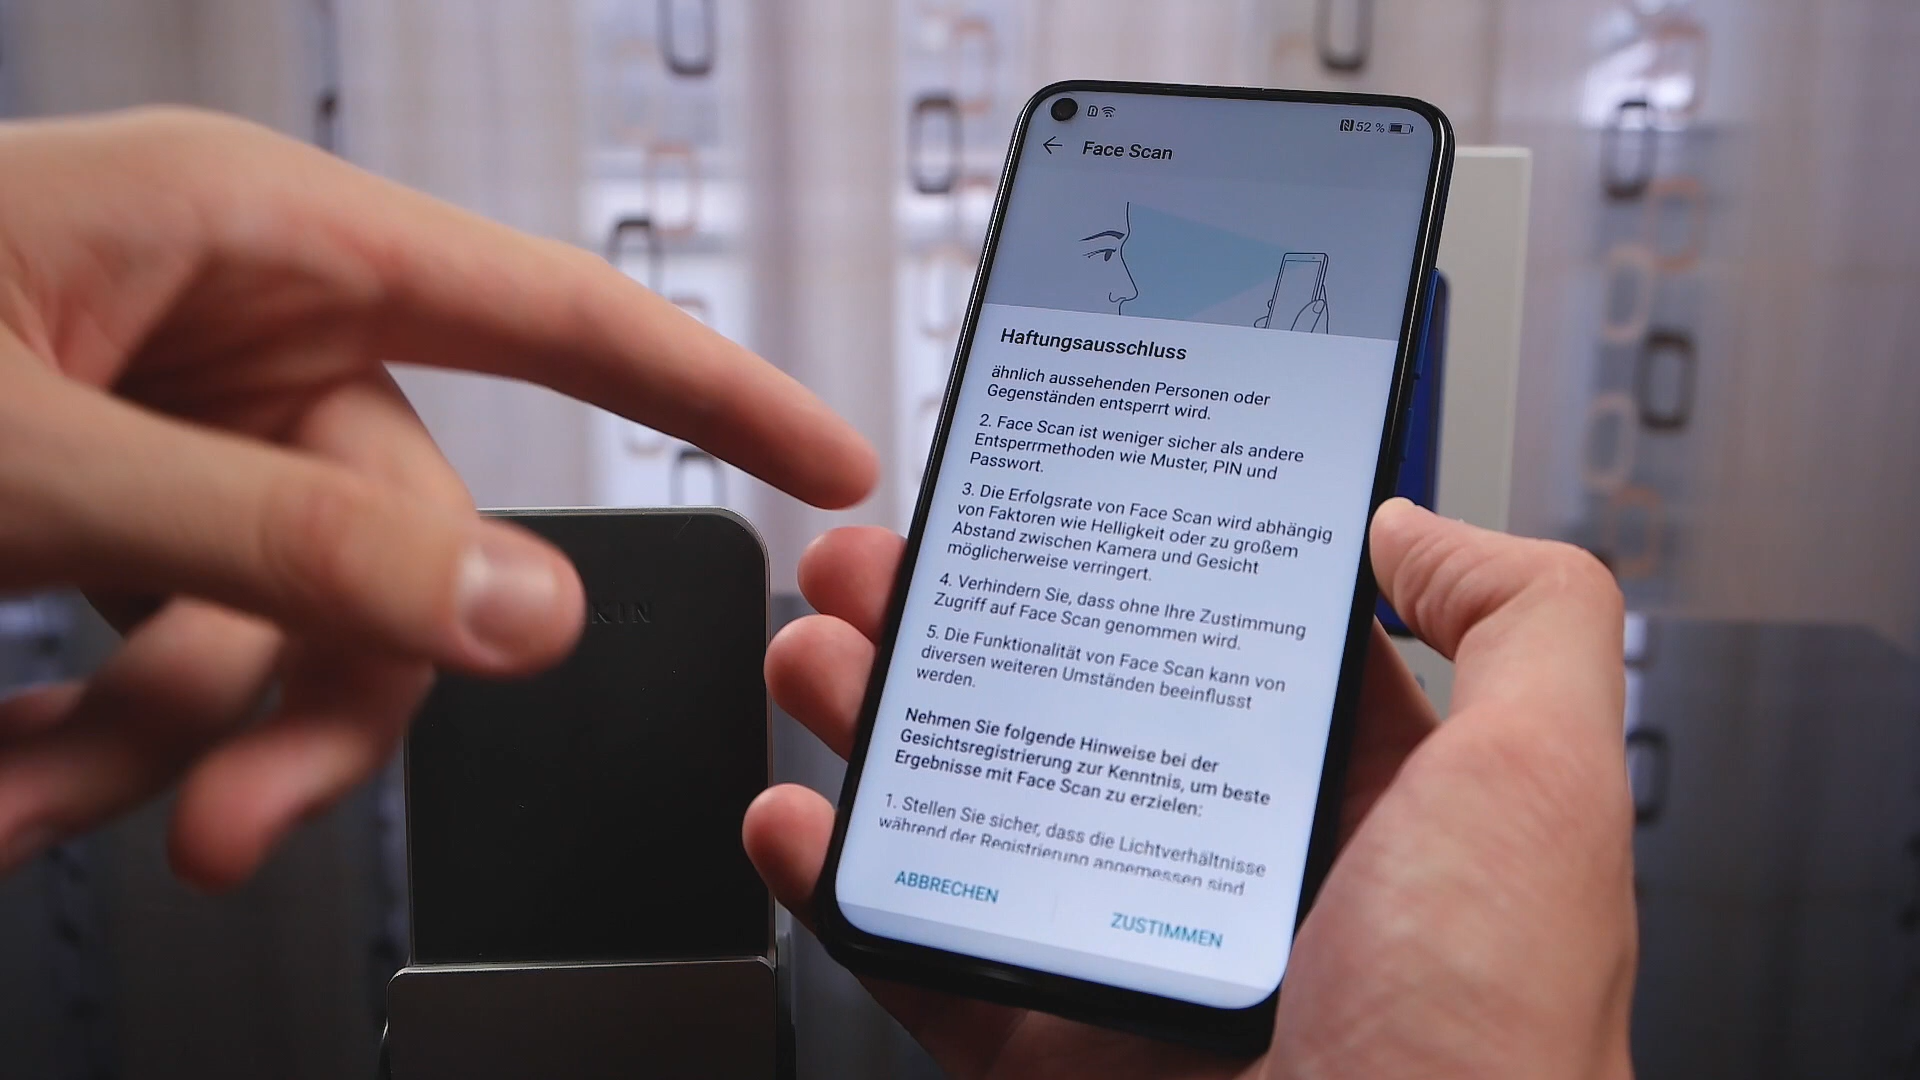 52 %
Face Scan
Haftungsausschluss
ähnlich aussehenden Personen oder
Gegenständen entsperrt wird.
2. Face Scan ist weniger sicher als andere
Entsperrmethoden wie Muster, PIN und
Passwort.
3. Die Erfolgsrate von Face Scan wird abhängig
von Faktoren wie Helligkeit oder zu großem
Abstand zwischen Kamera und Gesicht
möglicherweise verringert.
4. Verhindern Sie, dass ohne Ihre Zustimmung
Zugriff auf Face Scan genommen wird.
5. Die Funktionalität von Face Scan kann von
diversen weiteren Umständen beeinflusst
werden.
Nehmen Sie folgende Hinweise bei der
Gesichtsregistrierung zur Kenntnis, um beste
Ergebnisse mit Face Scan zu erzielen:
1. Stellen Sie sicher, dass die Lichtverhältnisse
während der Registrierung angemessen sind
ABBRECHEN
ZUSTIMMEN
KIN